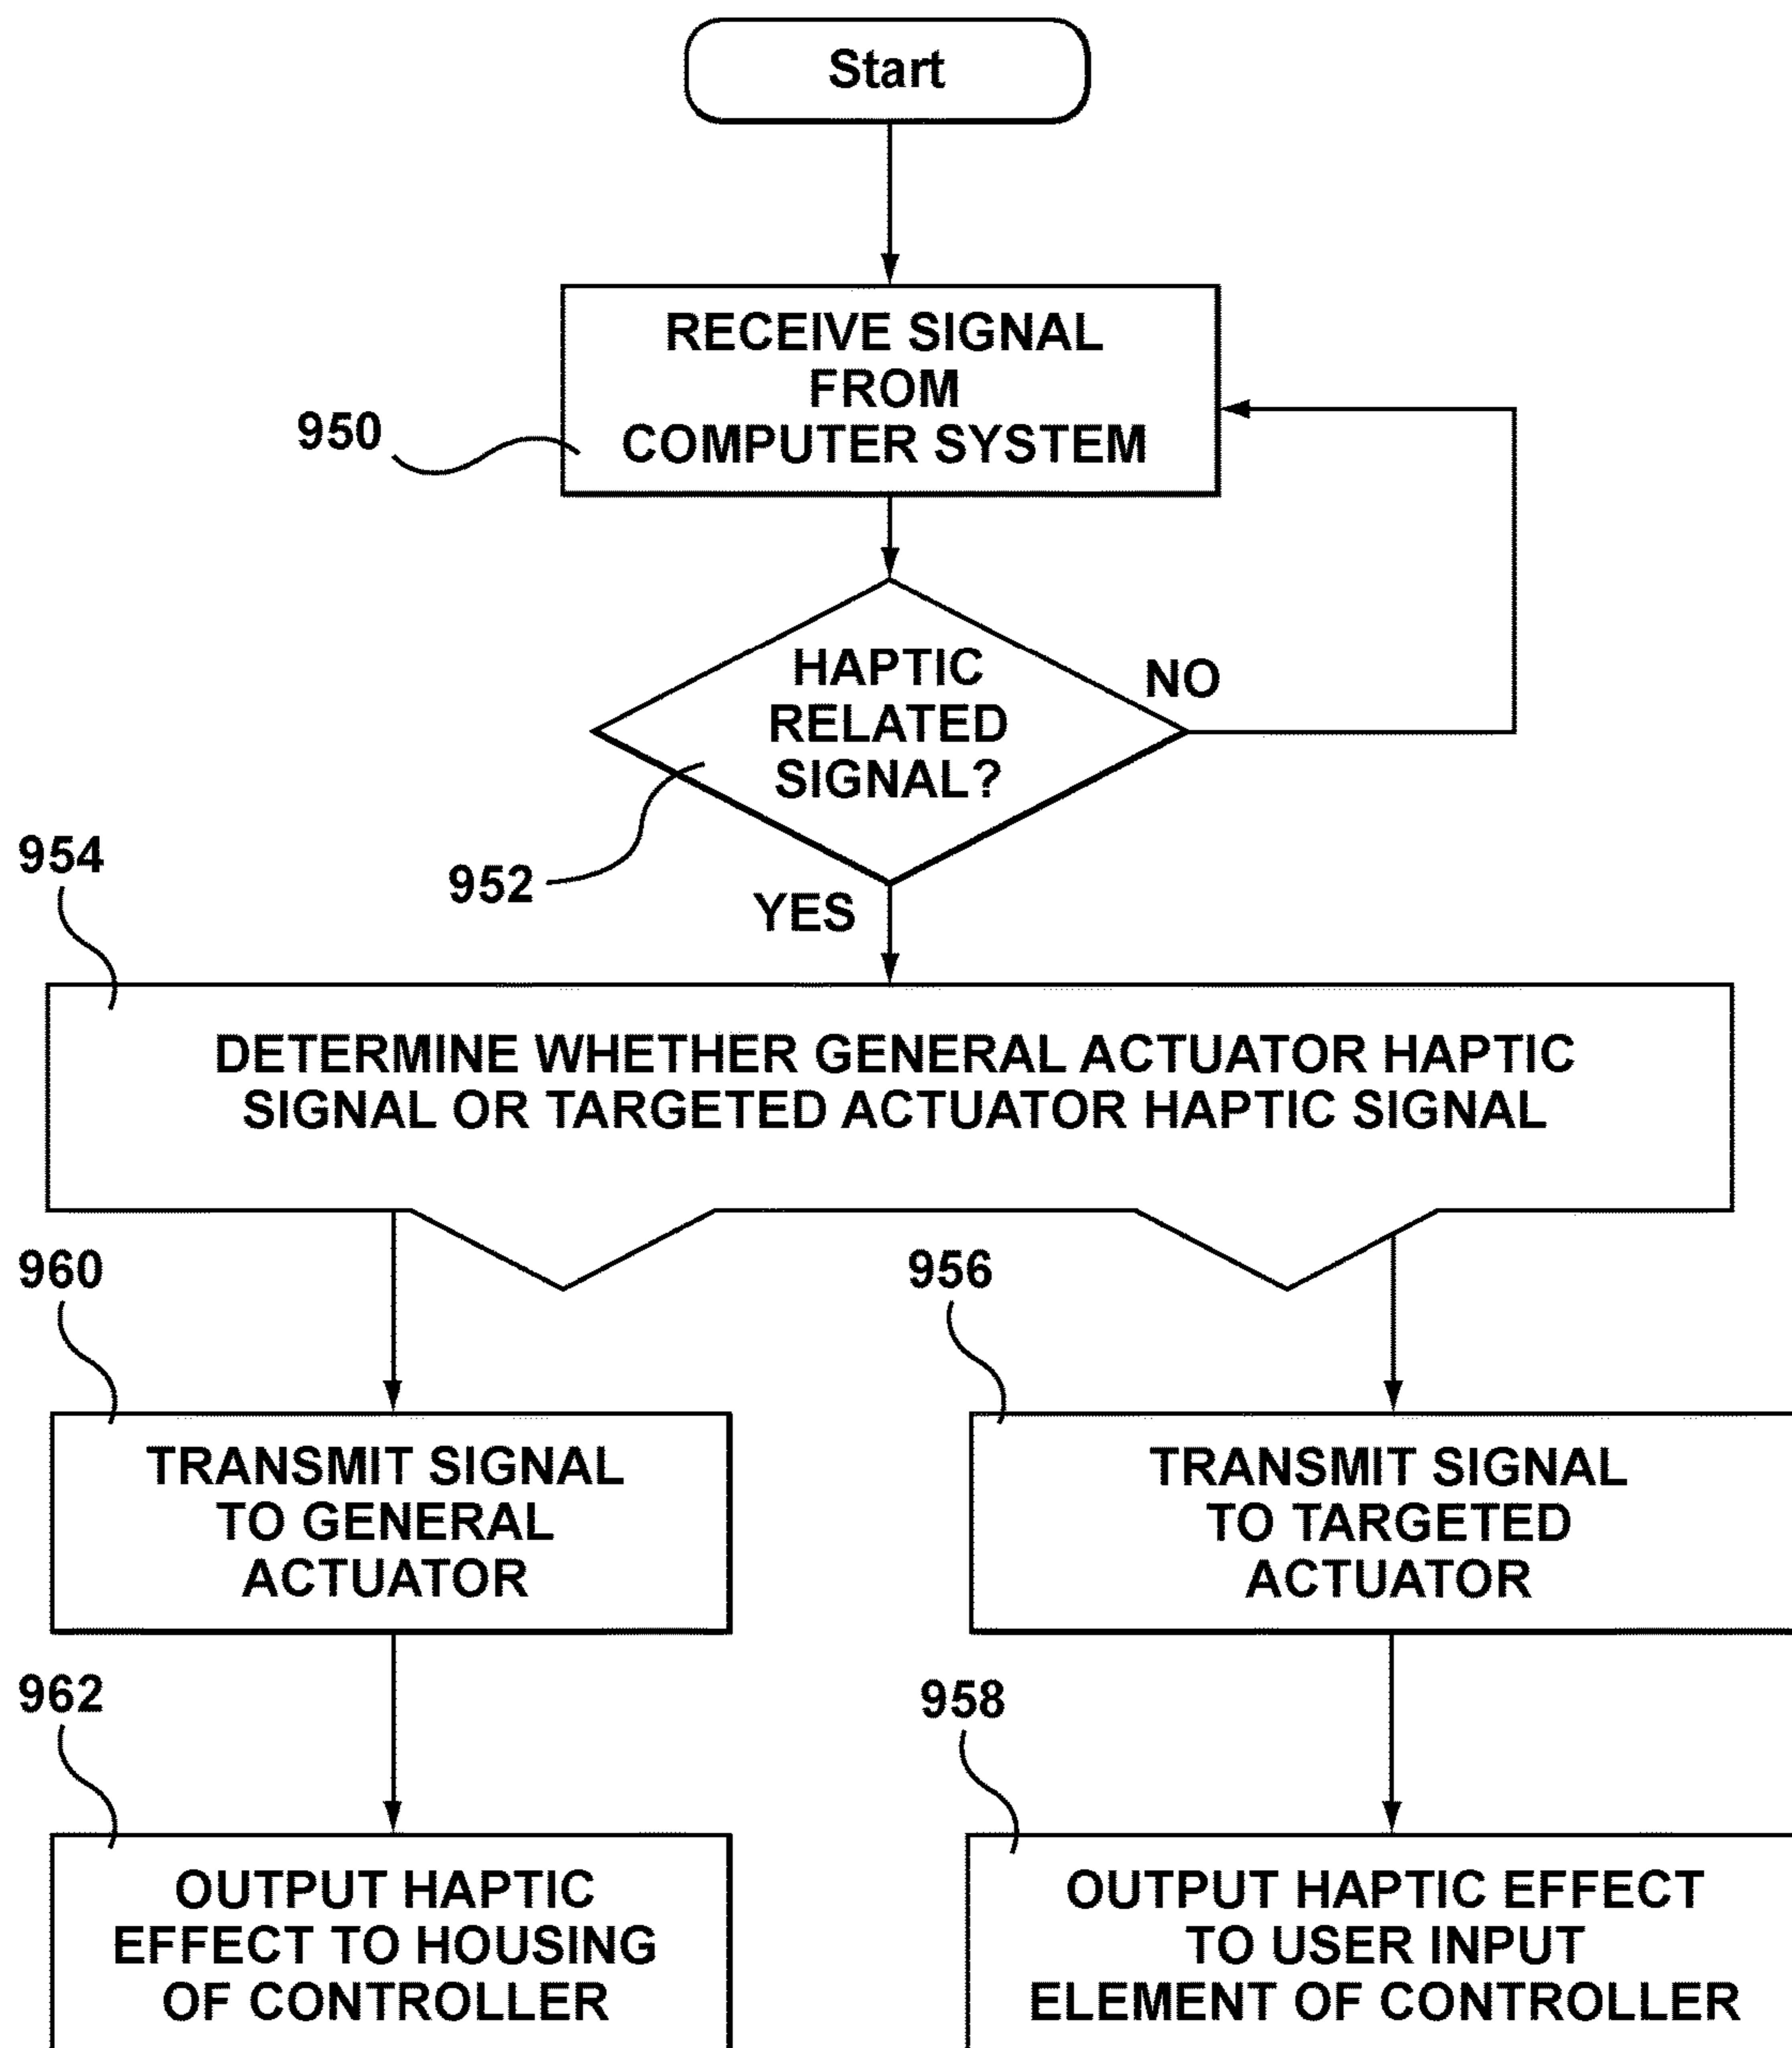 Start
RECEIVE SIGNAL
FROM
COMPUTER SYSTEM
950
HAPTIC
RELATED
SIGNAL?
NO
952
YES
954
DETERMINE WHETHER GENERAL ACTUATOR HAPTIC
SIGNAL OR TARGETED ACTUATOR HAPTIC SIGNAL
960
TRANSMIT SIGNAL
TO GENERAL
ACTUATOR
956
TRANSMIT SIGNAL
TO TARGETED
ACTUATOR
962
OUTPUT HAPTIC
EFFECT TO HOUSING
OF CONTROLLER
958
OUTPUT HAPTIC EFFECT
TO USER INPUT
ELEMENT OF CONTROLLER